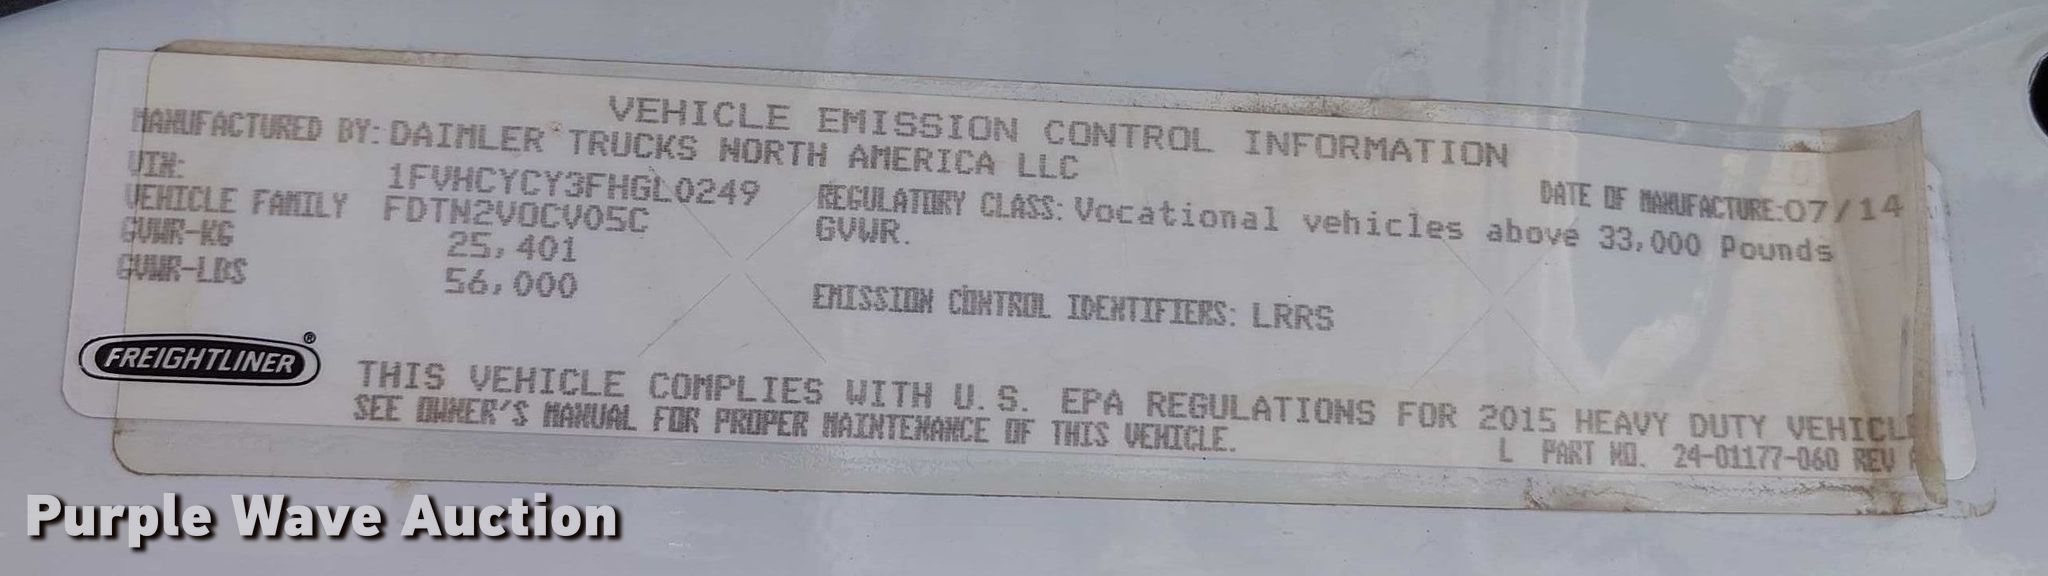 VEHICLE EMISSION CONTROL INFORMATION
MANUFACTURED BY: DAIMLER TRUCKS NORTH AMERICA LLC
DATE OF MANUFACTURE: 07/14
VIN: 1FVHCYCY3FHGL0249
REGULATORY CLASS: Vocational vehicles above 33,000 Pounds
GVWR.
VEHICLE FAMILY FDTN2VOCV05C
GVWR-KG 25,401
GVWR-LBS 56,000
EMISSION CONTROL IDENTIFIERS: LRRS
FREIGHTLINER®
THIS VEHICLE COMPLIES WITH U.S. EPA REGULATIONS FOR 2015 HEAVY DUTY VEHICL
SEE OWNER'S MANUAL FOR PROPER MAINTENANCE OF THIS VEHICLE.
L PART NO. 24-01177-060 REV
Purple Wave Auction